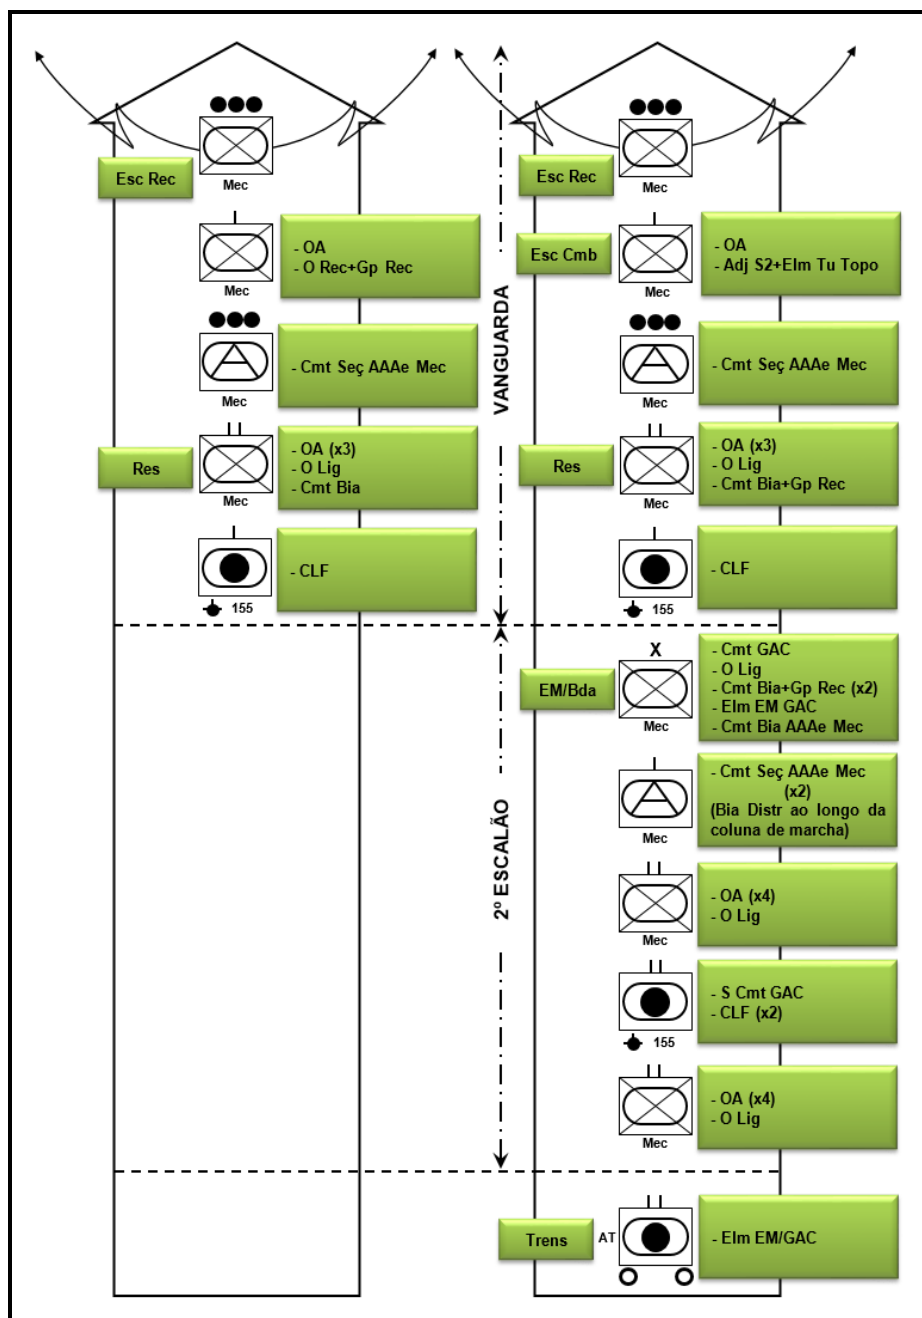 Esc Rec
Mec
Mec
- OA
- O Rec+Gp Rec
Mec
- Cmt Seç AAAe Mec
Res
Mec
- OA (x3)
- O Lig
- Cmt Bia
155
- CLF
VANGUARDA
2º ESCALÃO
Esc Rec
Mec
Esc Cmb
Mec
- OA
- Adj S2+Elm Tu Topo
Mec
- Cmt Seç AAAe Mec
Res
Mec
- OA (x3)
- O Lig
- Cmt Bia+Gp Rec
155
- CLF
EM/Bda
X
Mec
- Cmt GAC
- O Lig
- Cmt Bia+Gp Rec (x2)
- Elm EM GAC
- Cmt Bia AAAe Mec
Mec
- Cmt Seç AAAe Mec
(x2)
(Bia Distr ao longo da
coluna de marcha)
Mec
- OA (x4)
- O Lig
155
- S Cmt GAC
- CLF (x2)
Mec
- OA (x4)
- O Lig
Trens
AT
- Elm EM/GAC